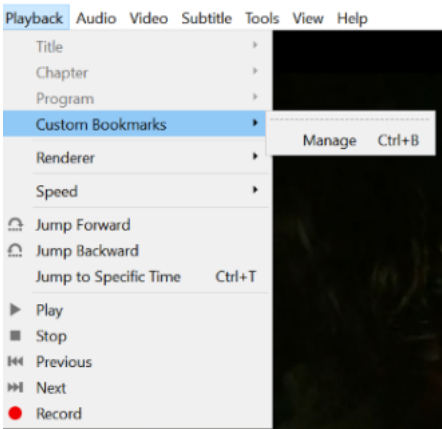 Playback Audio Video Subtitle Tools View Help
Title
Chapter
Program
Custom Bookmarks
Manage Ctrl+B
Renderer
Speed
Jump Forward
Jump Backward
Jump to Specific Time Ctrl+T
Play
Stop
Previous
Next
Record